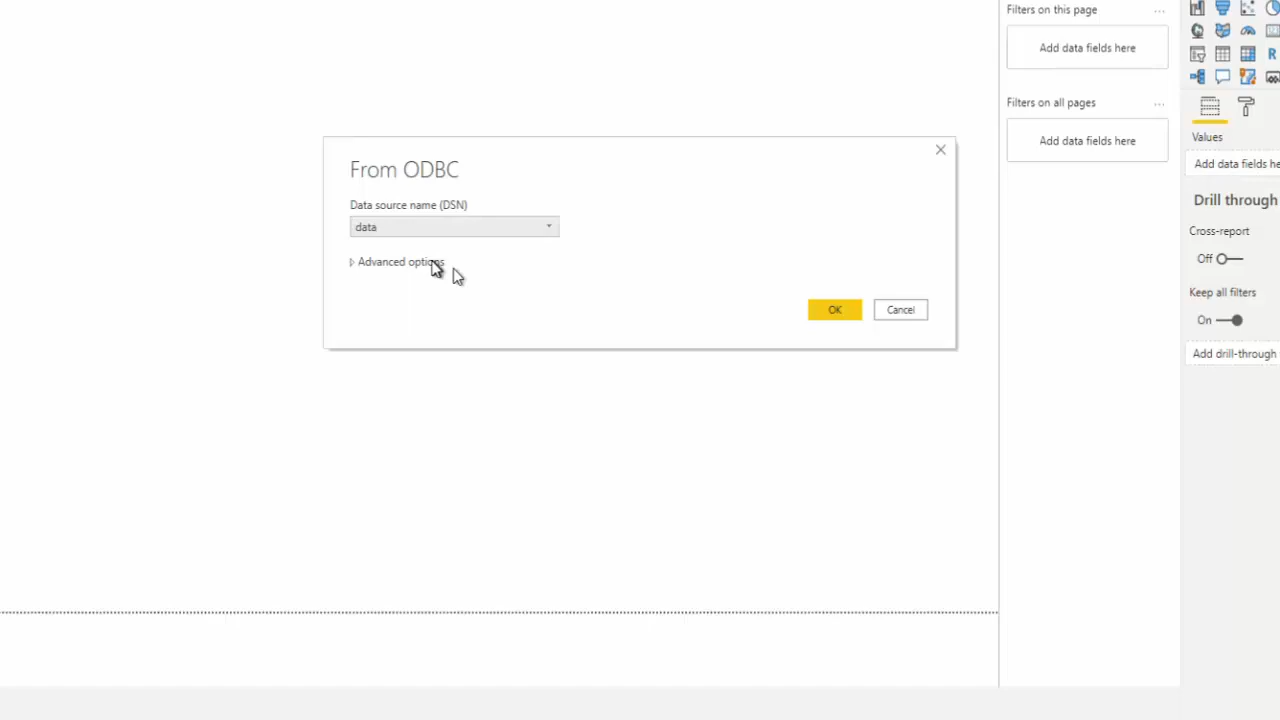 Filters on this page
...
Add data fields here
Filters on all pages
...
Add data fields here
From ODBC
Data source name (DSN)
data
Advanced options
OK
Cancel
R
Values
Add data fields he
Drill through
Cross-report
Off
Keep all filters
On
Add drill-through